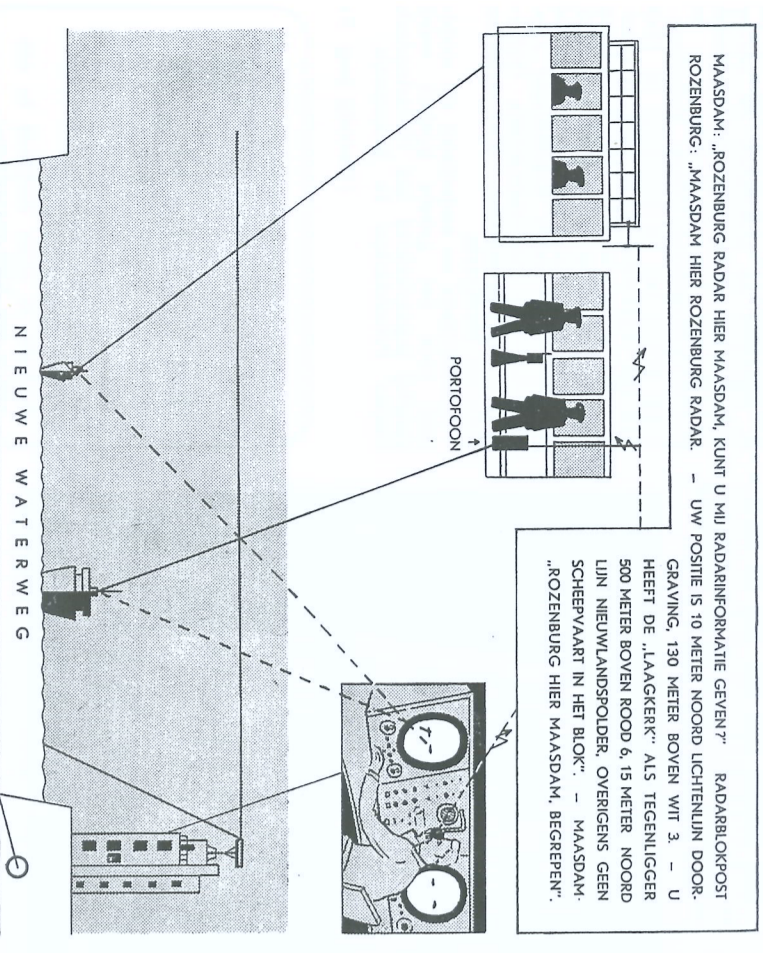 MAASDAM: „ROZENBURG RADAR HIER MAASDAM, KUNT U MIJ RADARINFORMATIE GEVEN?" RADARBLOKPOST
ROZENBURG: „MAASDAM HIER ROZENBURG RADAR. – UW POSITIE IS 10 METER NOORD LICHTENLIJN DOOR-
GRAVING, 130 METER BOVEN WIT 3. – U
HEEFT DE „LAAGKERK" ALS TEGENLIGGER
500 METER BOVEN ROOD 6, 15 METER NOORD
LIJN NIEUWLANDSPOLDER, OVERIGENS GEEN
SCHEEPVAART IN HET BLOK". – MAASDAM:
„ROZENBURG HIER MAASDAM, BEGREPEN".
PORTOFOON
NIEUWE WATERWEG